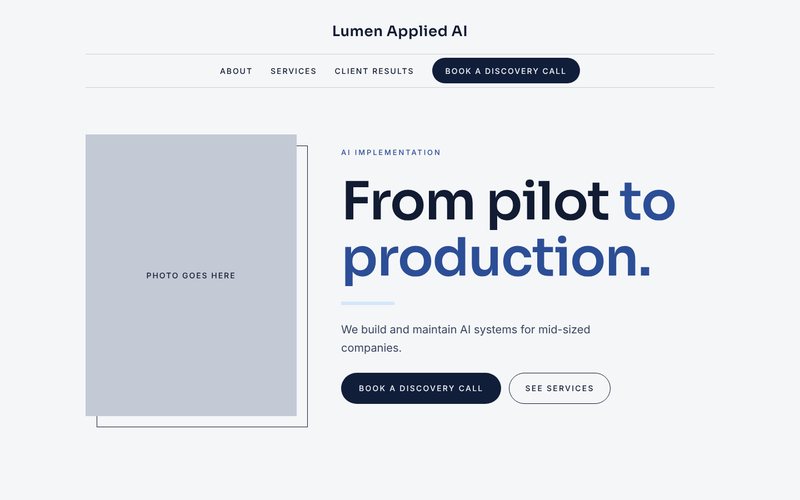 Lumen Applied AI
ABOUT SERVICES CLIENT RESULTS BOOK A DISCOVERY CALL
PHOTO GOES HERE
AI IMPLEMENTATION
From pilot to
production.
We build and maintain AI systems for mid-sized
companies.
BOOK A DISCOVERY CALL SEE SERVICES